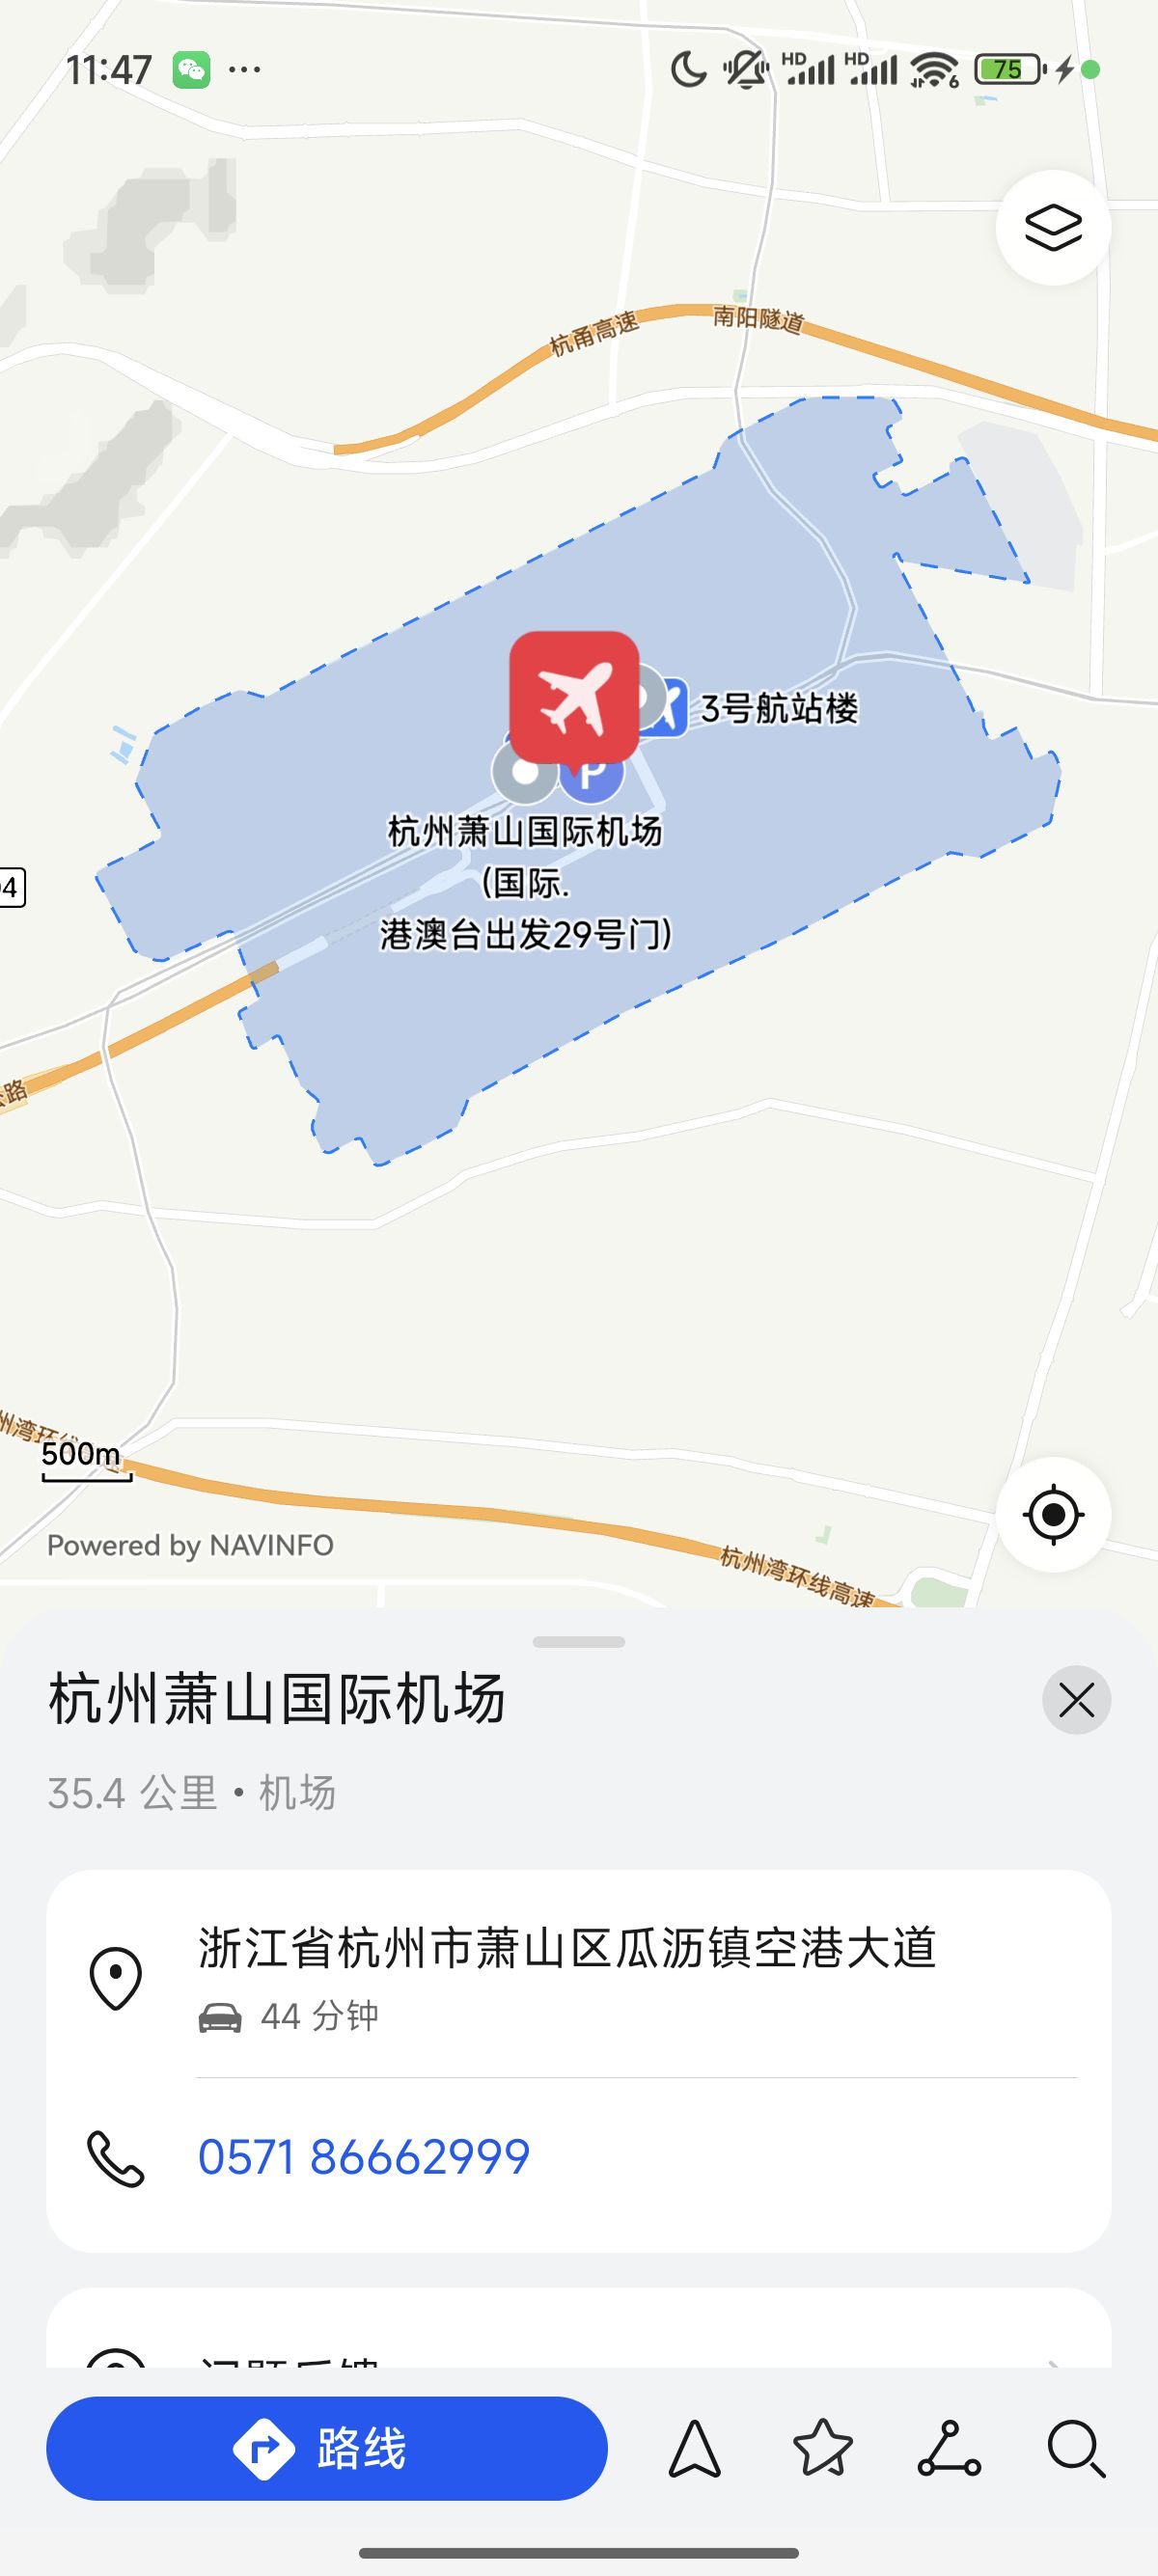 11:47
HD
HD
6
75
杭甬高速
南阳隧道
3号航站楼
P
杭州萧山国际机场
(国际.
港澳台出发29号门)
04
路
州湾环线
500m
Powered by NAVINFO
杭州湾环线高速
杭州萧山国际机场
35.4 公里 • 机场
浙江省杭州市萧山区瓜沥镇空港大道
44 分钟
0571 86662999
路线